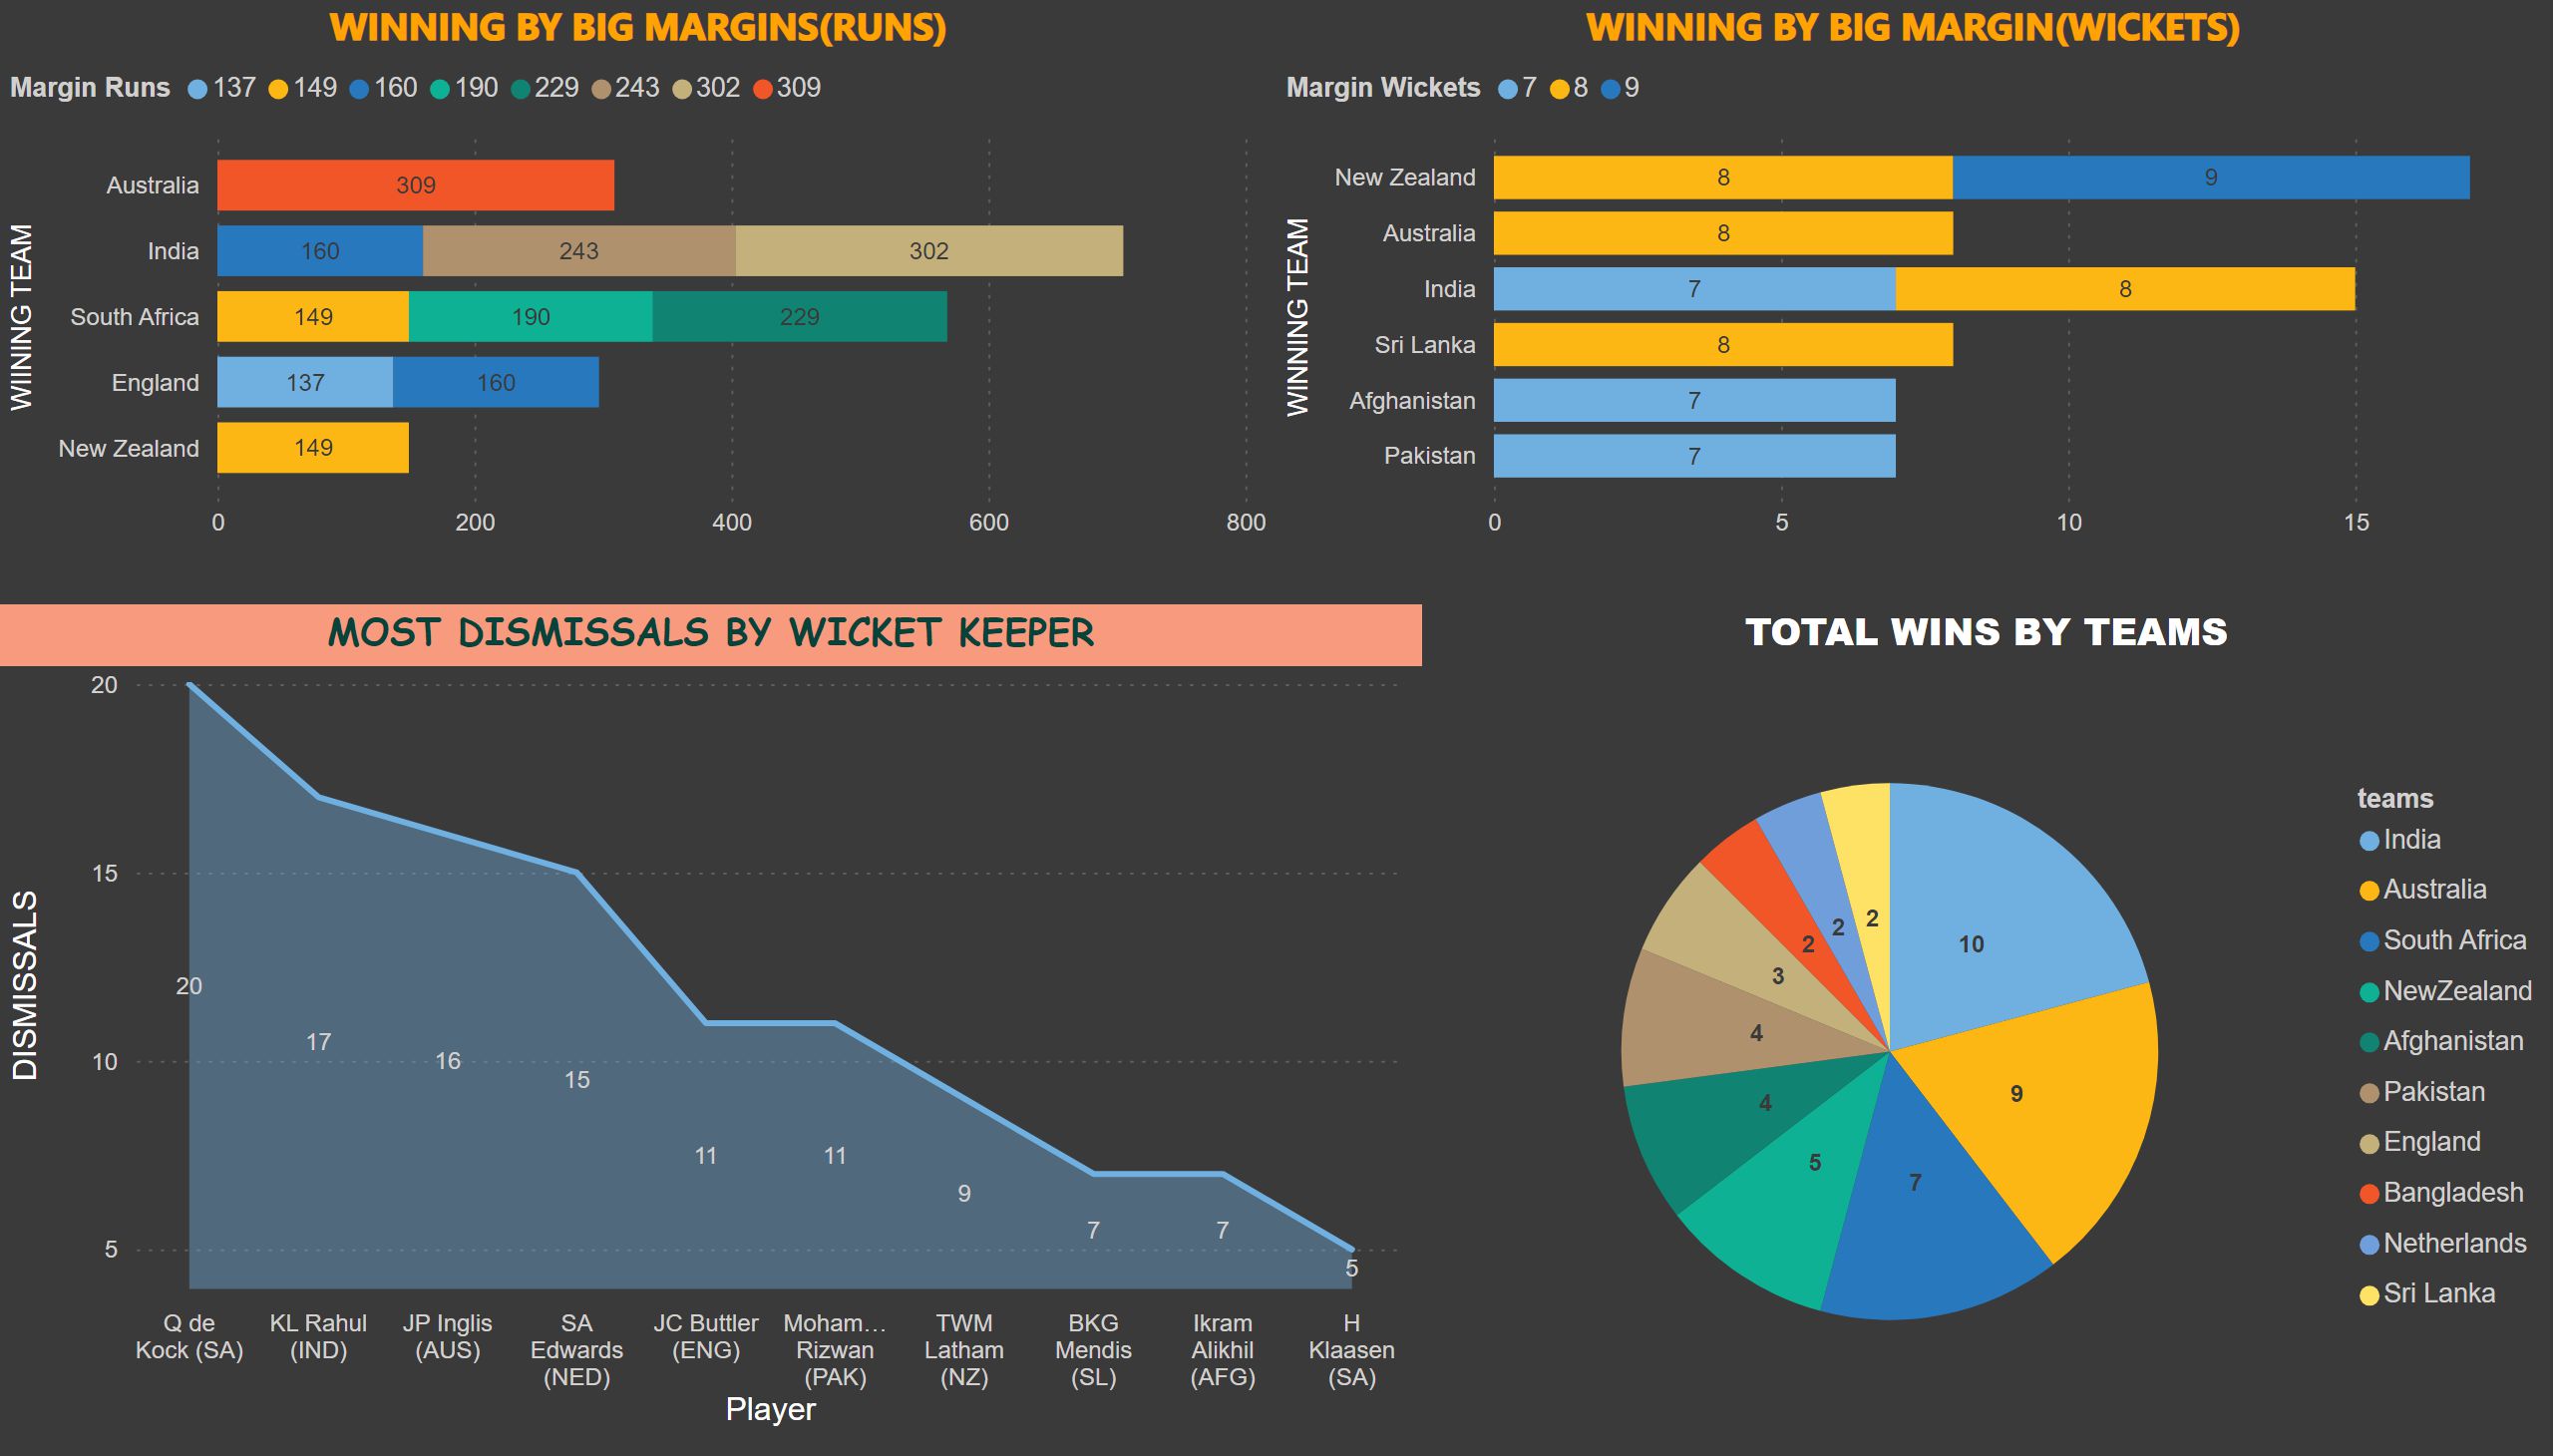 WINNING BY BIG MARGINS(RUNS)
Margin Runs 137 149 160 190 229 243 302 309
WIINING TEAM
Australia 309
India 160 243 302
South Africa 149 190 229
England 137 160
New Zealand 149
0 200 400 600 800
WINNING BY BIG MARGIN(WICKETS)
Margin Wickets 7 8 9
WINNING TEAM
New Zealand 8 9
Australia 8
India 7 8
Sri Lanka 8
Afghanistan 7
Pakistan 7
0 5 10 15
MOST DISMISSALS BY WICKET KEEPER
DISMISSALS
20
15
10
5
20 17 16 15 11 11 9 7 7 5
Q de
Kock (SA)
KL Rahul
(IND)
JP Inglis
(AUS)
SA
Edwards
(NED)
JC Buttler
(ENG)
Moham…
Rizwan
(PAK)
TWM
Latham
(NZ)
BKG
Mendis
(SL)
Ikram
Alikhil
(AFG)
H
Klaasen
(SA)
Player
TOTAL WINS BY TEAMS
10
9
7
5
4
4
3
2
2
2
teams
India
Australia
South Africa
NewZealand
Afghanistan
Pakistan
England
Bangladesh
Netherlands
Sri Lanka